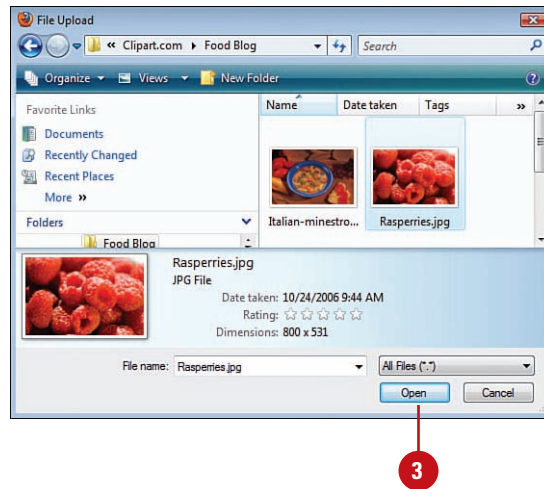 File Upload
« Clipart.com ▸ Food Blog
Search
Organize
Views
New Folder
?
Favorite Links
Documents
Recently Changed
Recent Places
More »
Folders
Food Blog
Name
Date taken
Tags
»
Italian-minestro...
Rasperries.jpg
Rasperries.jpg
JPG File
Date taken: 10/24/2006 9:44 AM
Rating: ☆☆☆☆☆
Dimensions: 800 x 531
File name: Rasperries.jpg
All Files (*.*)
Open
Cancel
3